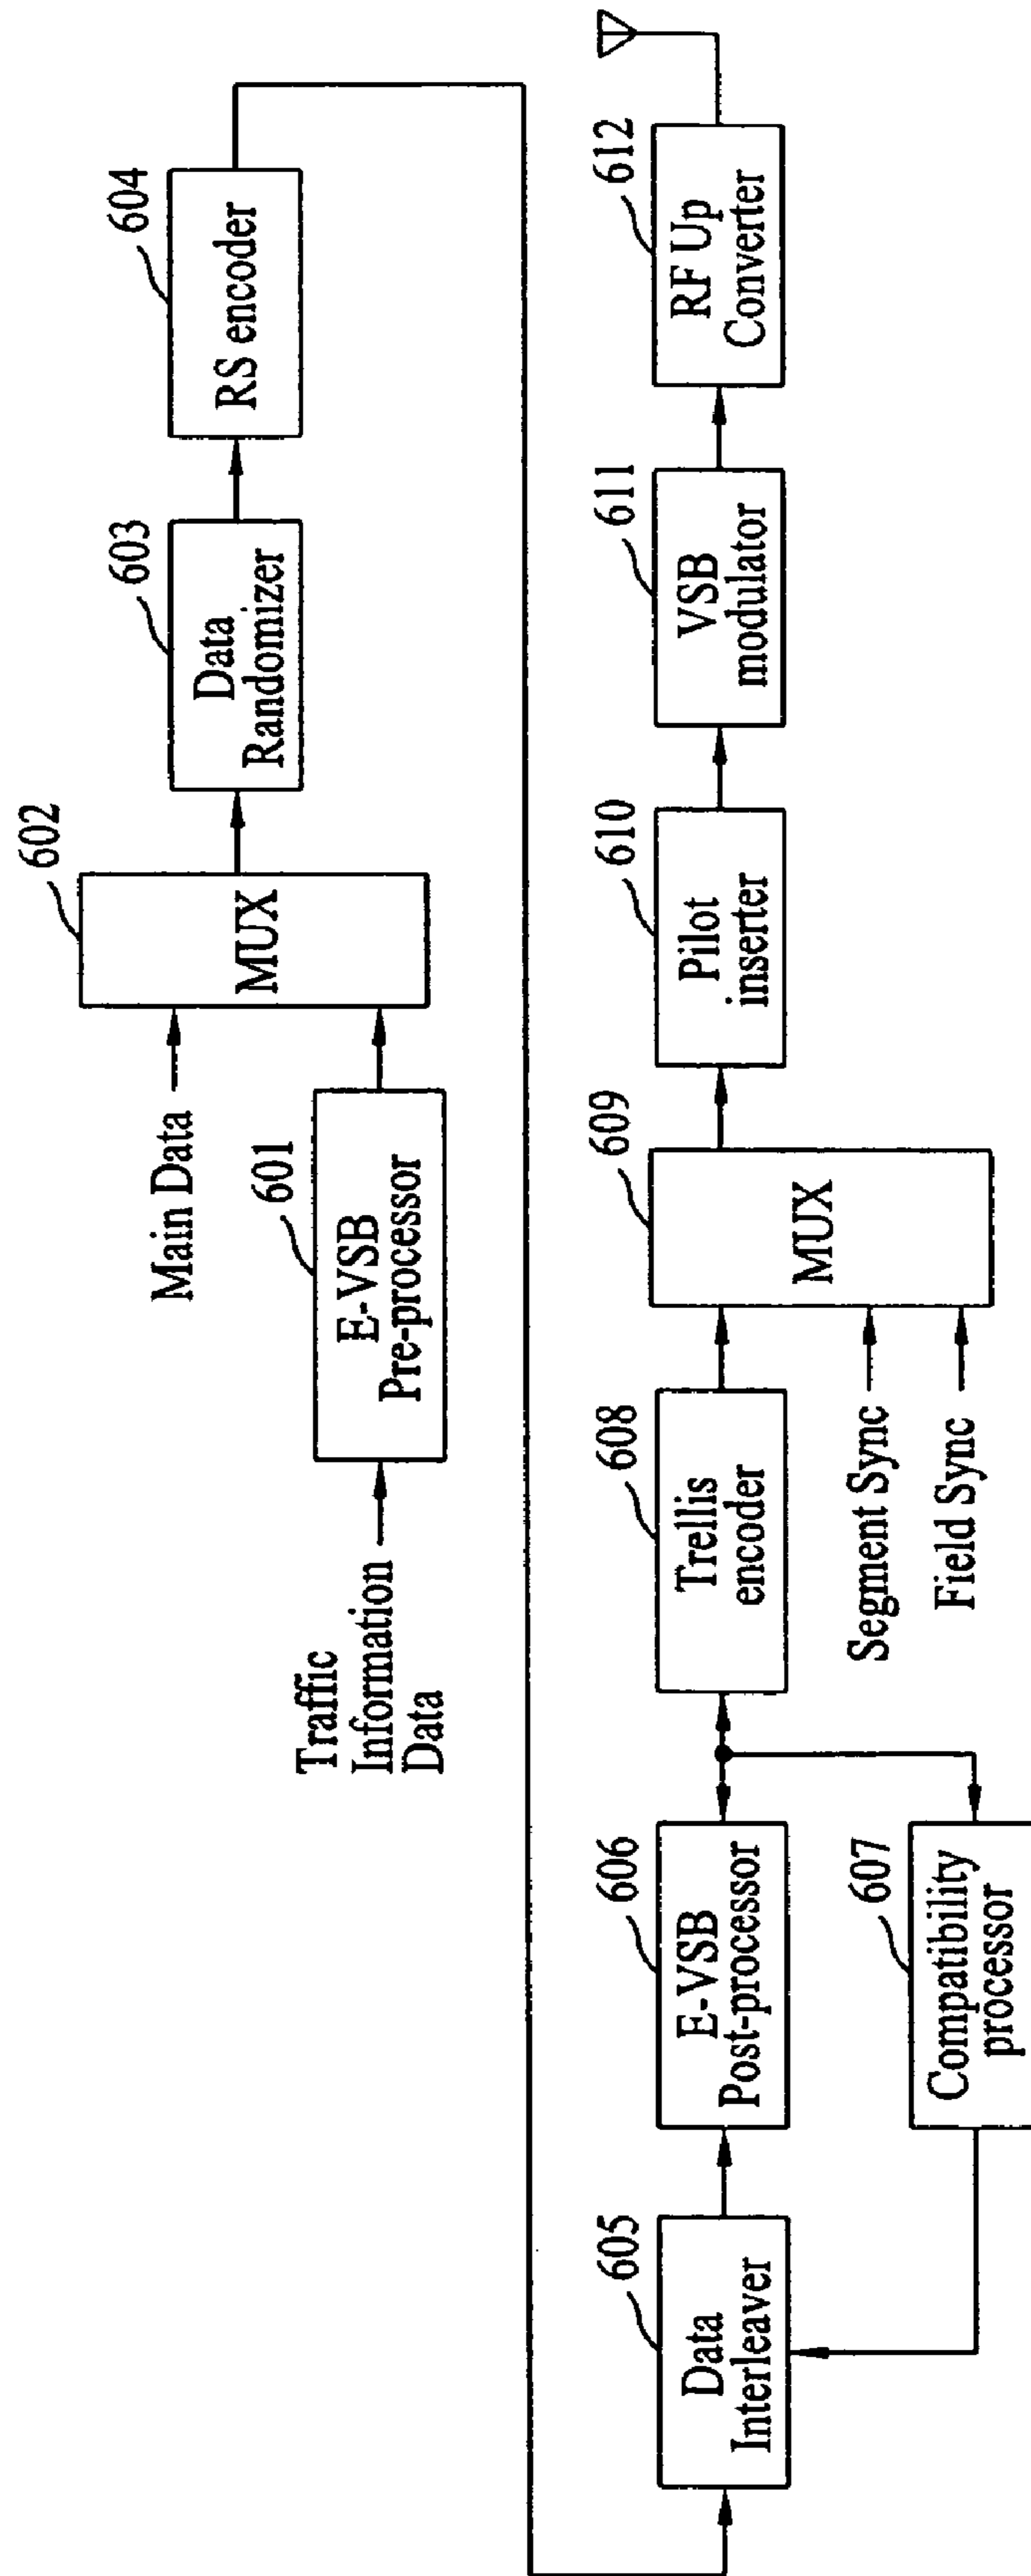 Main Data
Traffic
Information
Data
601
E-VSB
Pre-processor
602
MUX
603
Data
Randomizer
604
RS encoder
605
Data
Interleaver
606
E-VSB
Post-processor
607
Compatibility
processor
608
Trellis
encoder
Segment Sync
Field Sync
609
MUX
610
Pilot
inserter
611
VSB
modulator
612
RF Up
Converter